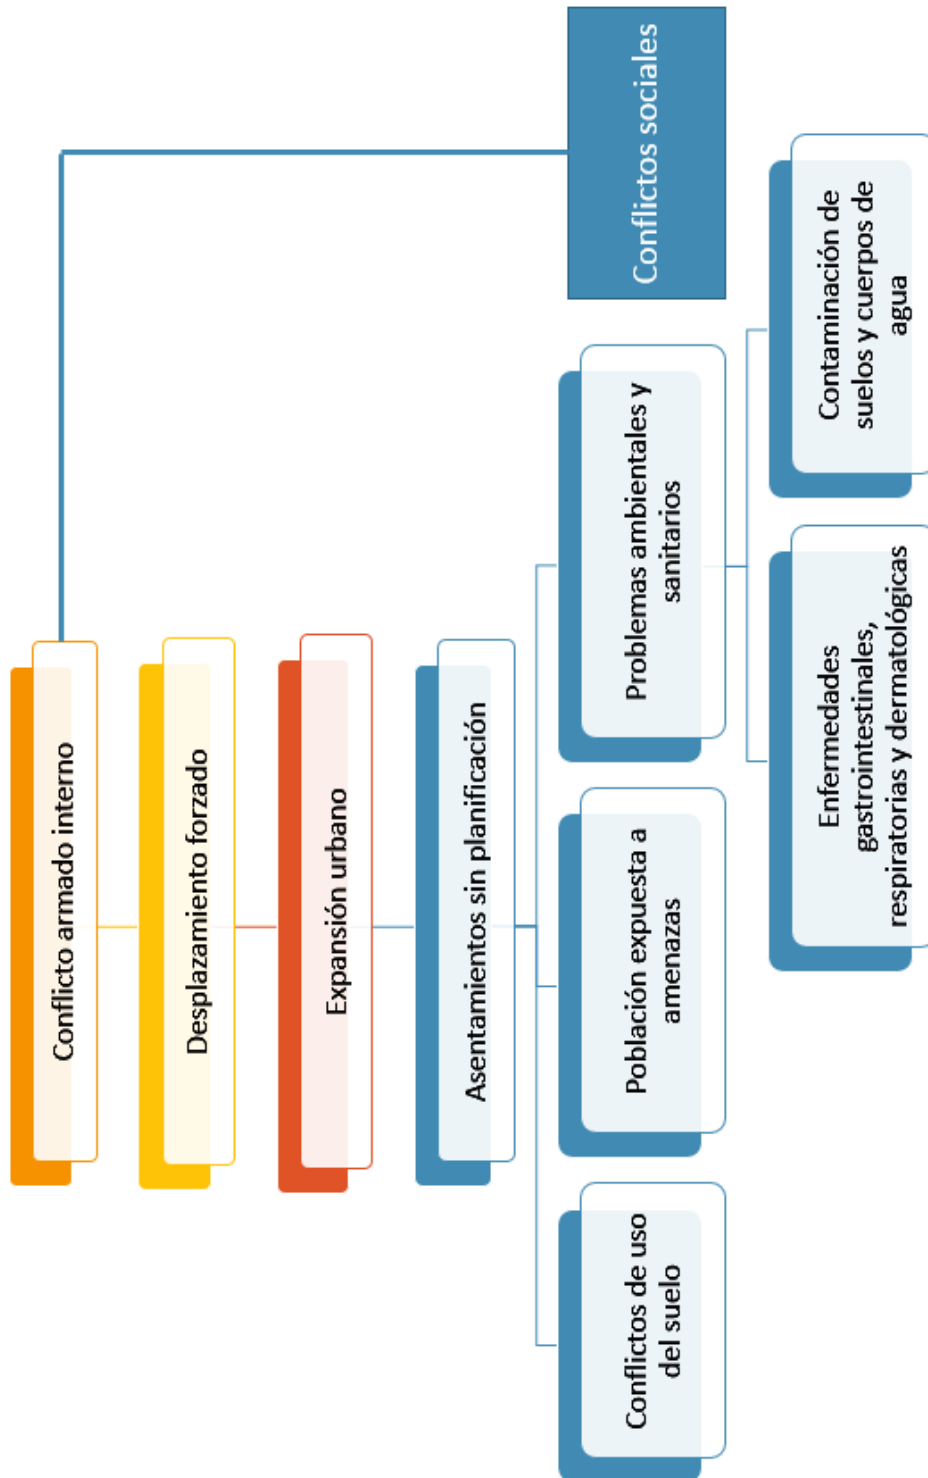 Conflicto armado interno
Desplazamiento forzado
Expansión urbano
Asentamientos sin planificación
Conflictos de uso
del suelo
Población expuesta a
amenazas
Problemas ambientales y
sanitarios
Conflictos sociales
Enfermedades
gastrointestinales,
respiratorias y dermatológicas
Contaminación de
suelos y cuerpos de
agua